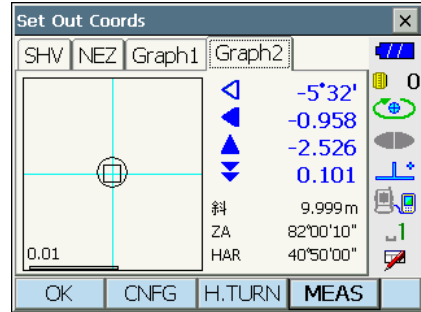 Set Out Coords
SHV NEZ Graph1 Graph2
0
-5°32'
-0.958
-2.526
0.101
斜 9.999m
ZA 82°00'10"
HAR 40°50'00"
1
0.01
OK CNFG H.TURN MEAS